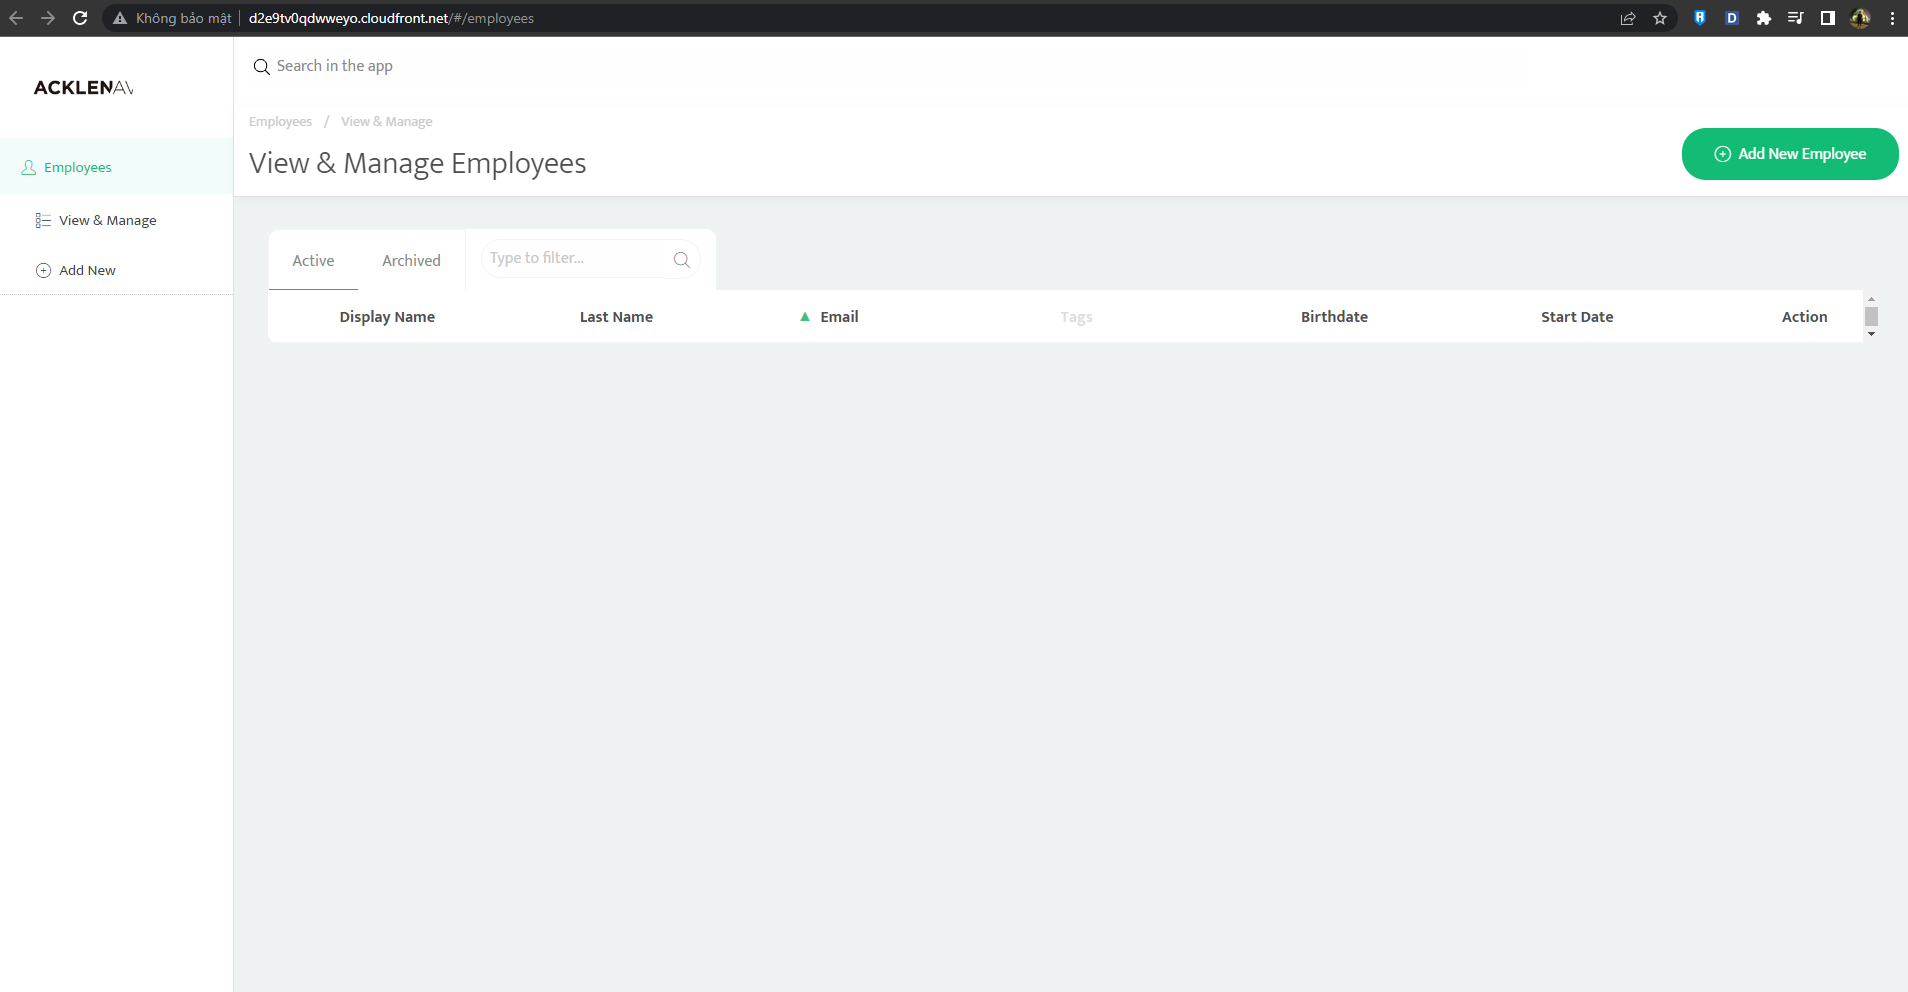 Không bảo mật d2e9tv0qdwweyo.cloudfront.net/#/employees
ACKLENAV
Search in the app
Employees / View & Manage
View & Manage Employees
Add New Employee
Employees
View & Manage
Add New
Active Archived Type to filter...
Display Name Last Name ▲ Email Tags Birthdate Start Date Action